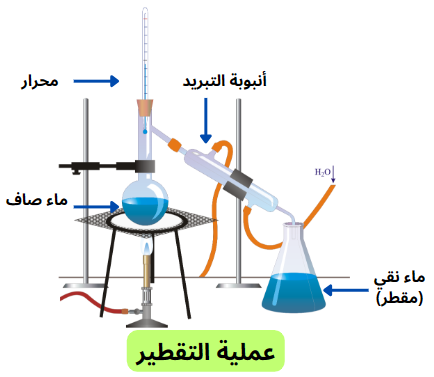 محرار
أنبوبة التبريد
H₂O
ماء صاف
ماء نقي
(مقطر)
عملية التقطير